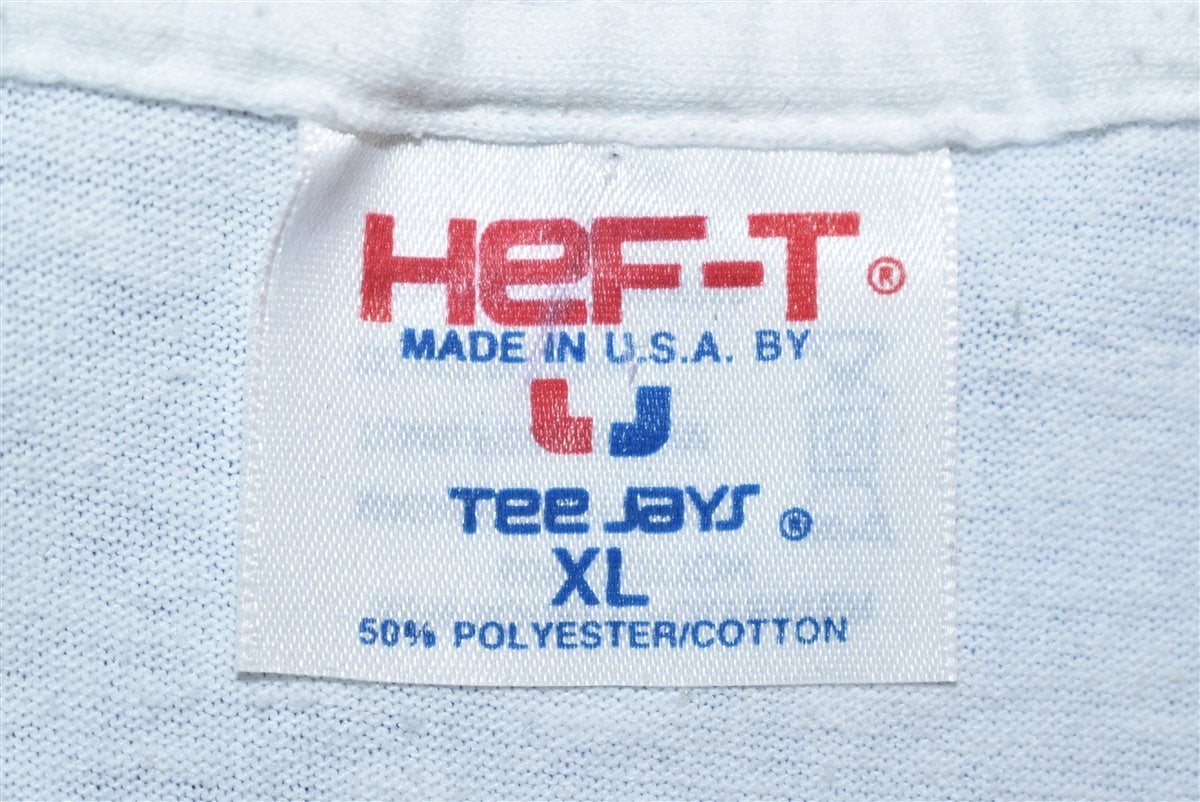 HeF-T ®
MADE IN U.S.A. BY
Tee Jays ®
XL
50% POLYESTER/COTTON